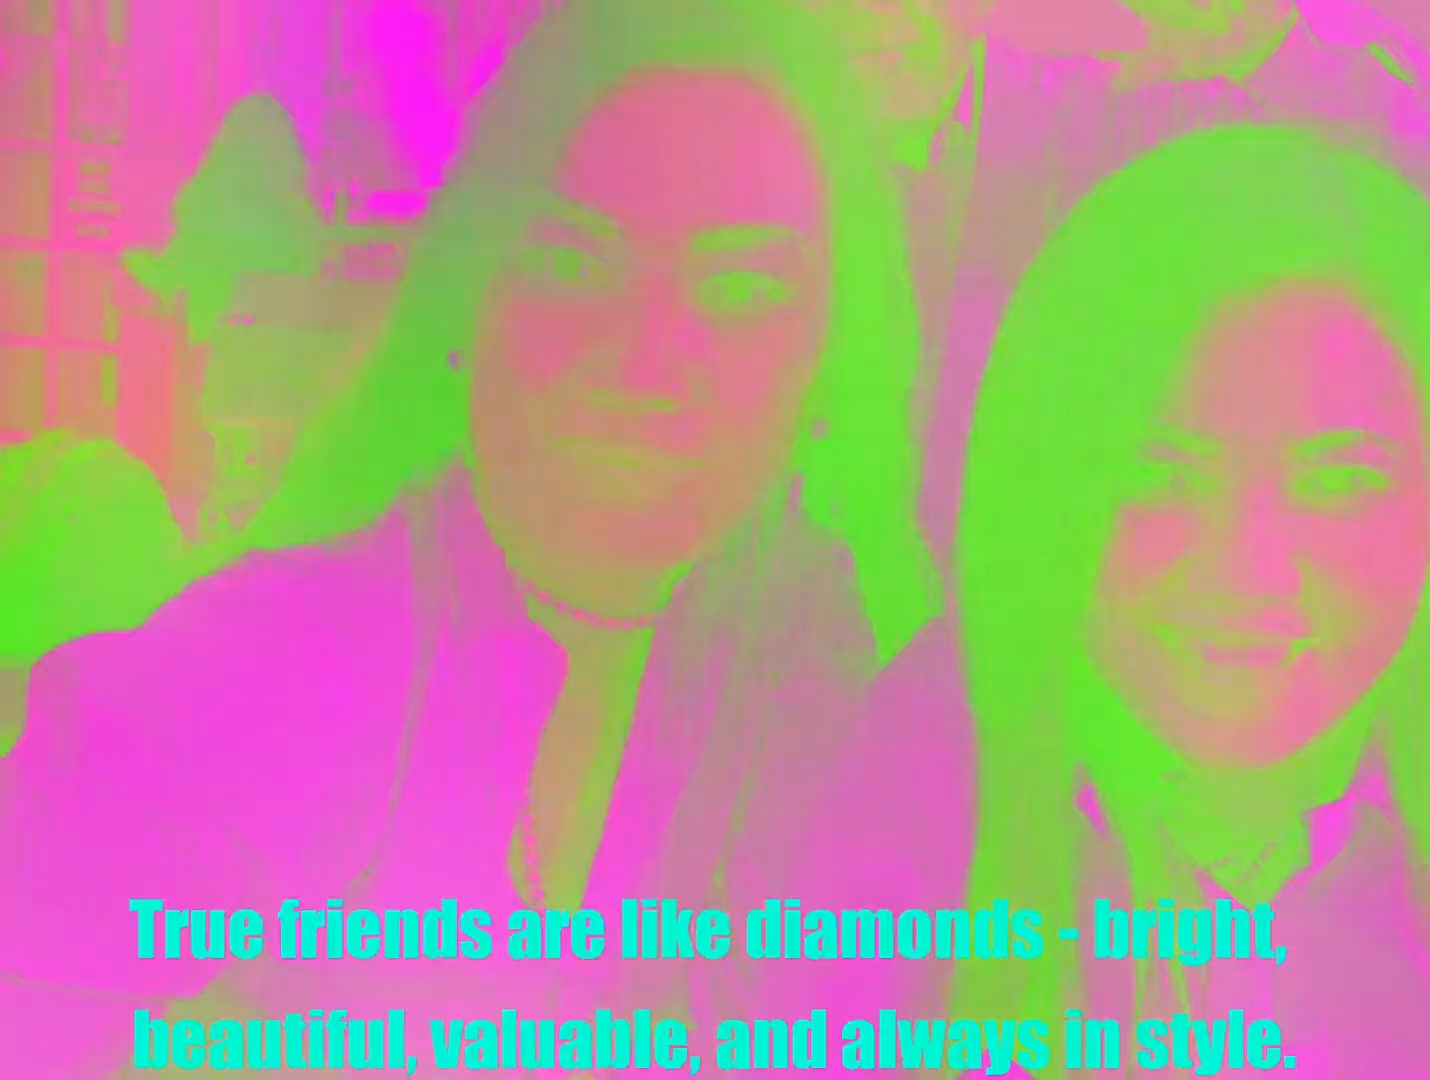 True friends are like diamonds - bright,
beautiful, valuable, and always in style.